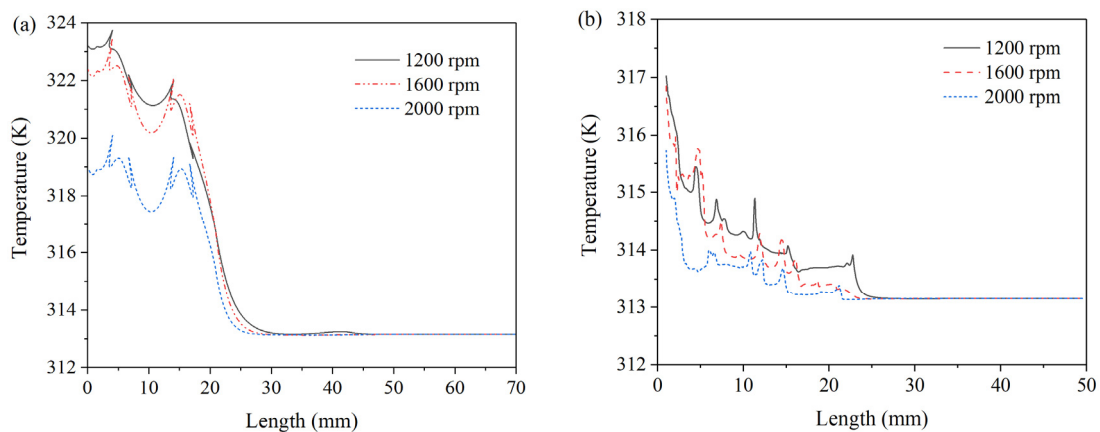 (a)
324
322
320
318
316
314
312
Temperature (K)
1200 rpm
1600 rpm
2000 rpm
0 10 20 30 40 50 60 70
Length (mm)
(b)
318
317
316
315
314
313
312
Temperature (K)
1200 rpm
1600 rpm
2000 rpm
0 10 20 30 40 50
Length (mm)